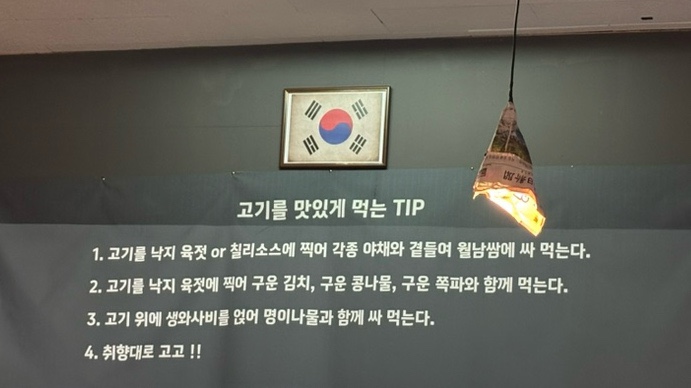 고기를 맛있게 먹는 TIP
1. 고기를 낙지 육젓 or 칠리소스에 찍어 각종 야채와 곁들여 월남쌈에 싸 먹는다.
2. 고기를 낙지 육젓에 찍어 구운 김치, 구운 콩나물, 구운 쪽파와 함께 먹는다.
3. 고기 위에 생와사비를 얹어 명이나물과 함께 싸 먹는다.
4. 취향대로 고고 !!